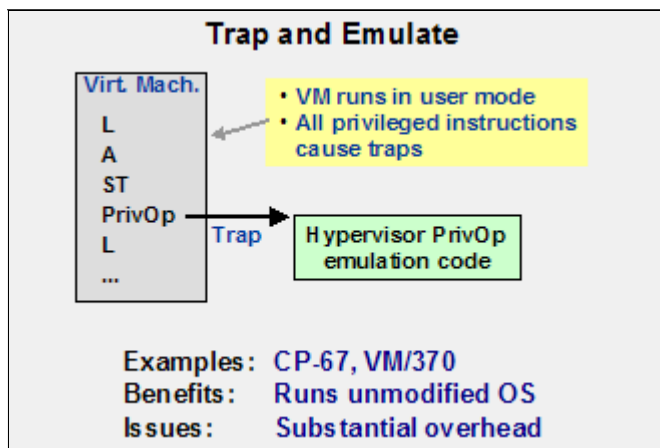 Trap and Emulate
Virt. Mach.
L
A
ST
PrivOp
L
...
• VM runs in user mode
• All privileged instructions
cause traps
Trap
Hypervisor PrivOp
emulation code
Examples: CP-67, VM/370
Benefits: Runs unmodified OS
Issues: Substantial overhead